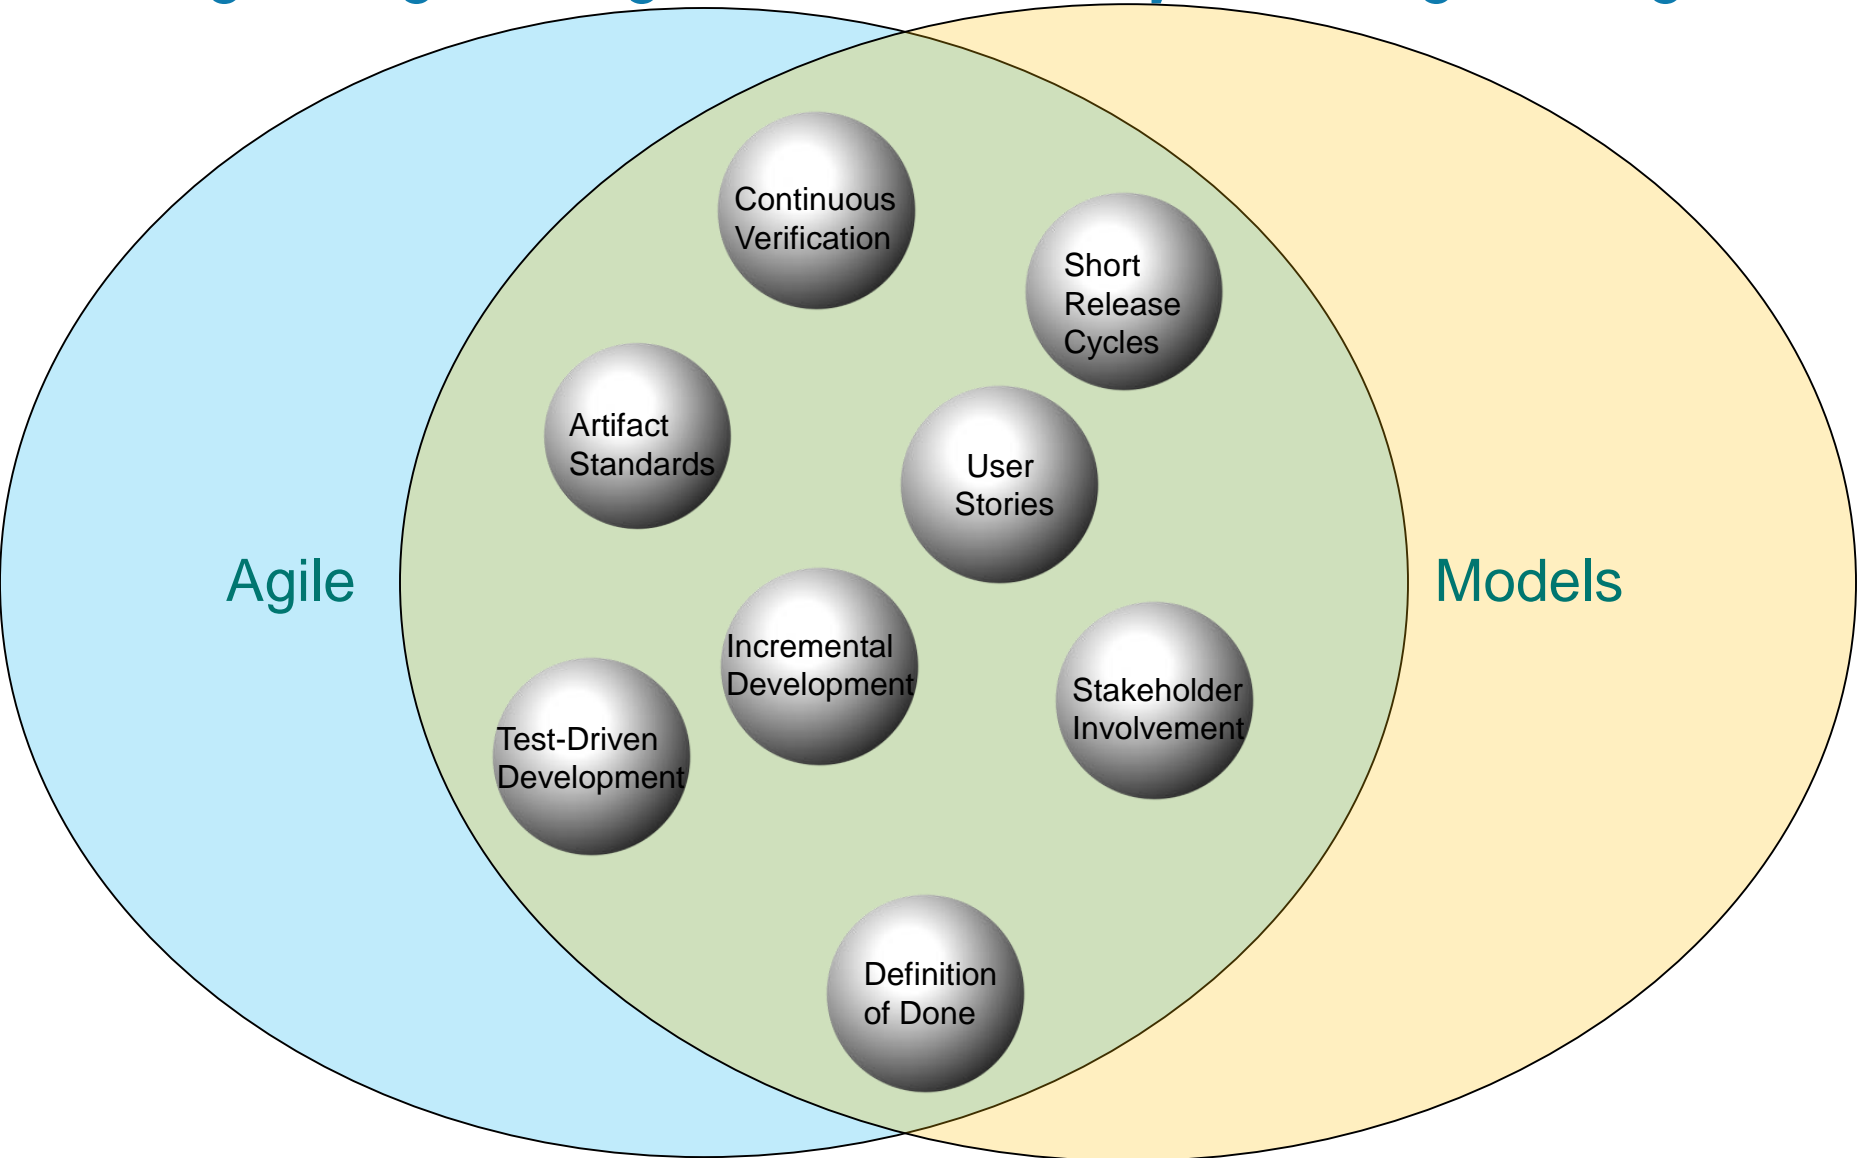 Continuous
Verification
Short
Release
Cycles
Artifact
Standards
User
Stories
Agile
Models
Incremental
Development
Stakeholder
Involvement
Test-Driven
Development
Definition
of Done